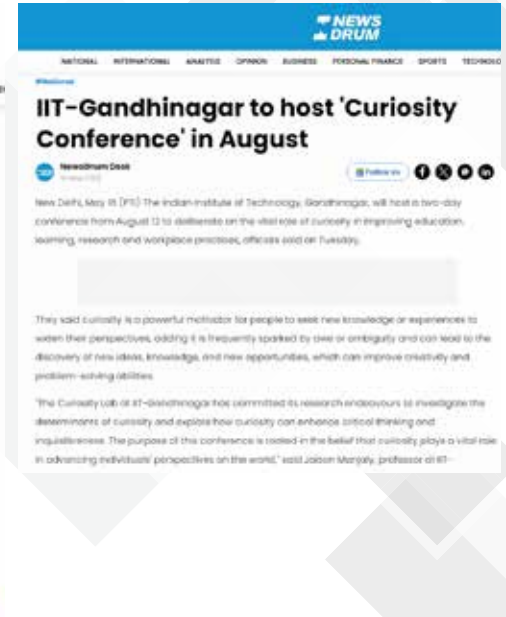 NEWS
DRUM
NATIONAL INTERNATIONAL ANALYSIS OPINION BUSINESS PERSONAL FINANCE SPORTS
#National
IIT-Gandhinagar to host 'Curiosity
Conference' in August
NewsDrum Desk
Follow Us
New Delhi, May (PTI) The Indian Institute of Technology, Gandhinagar, will host a two-day
conference from August 12 to deliberate on the vital role of curiosity in improving education,
learning, research and workplace practices, officials said on Tuesday.
They said curiosity is a powerful motivator for people to seek new knowledge or experiences to
widen their perspectives, adding it is frequently sparked by awe or ambiguity and can lead to the
discovery of new ideas, knowledge, and new opportunities, which can improve creativity and
problem-solving abilities.
"The Curiosity Lab at IIT-Gandhinagar has committed its research endeavours to investigate the
determinants of curiosity and explore how curiosity can enhance critical thinking and
inquisitiveness. The purpose of this conference is rooted in the belief that curiosity plays a vital role
in advancing individuals' perspectives on the world," said Jaison Manjaly, professor at IIT-